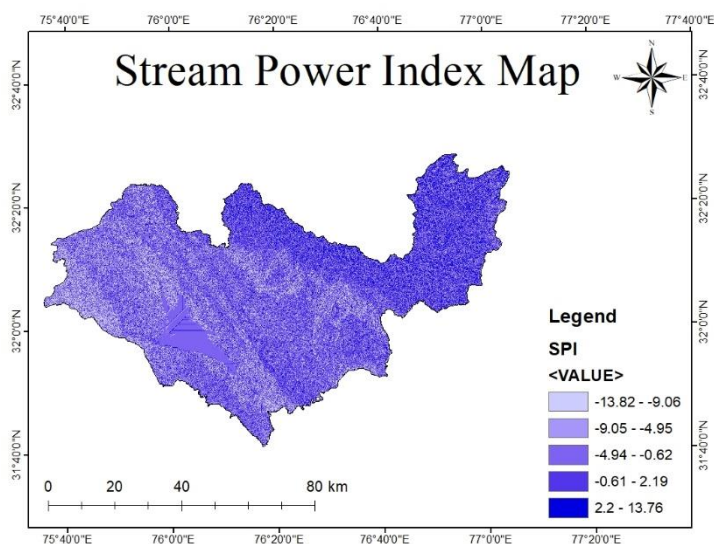 75°40'0"E 76°0'0"E 76°20'0"E 76°40'0"E 77°0'0"E 77°20'0"E 77°40'0"E
Stream Power Index Map
N
W E
S
32°40'0"N 32°40'0"N
32°20'0"N 32°20'0"N
32°0'0"N 32°0'0"N
31°40'0"N 31°40'0"N
Legend
SPI
<VALUE>
-13.82 - -9.06
-9.05 - -4.95
-4.94 - -0.62
-0.61 - 2.19
2.2 - 13.76
0 20 40 80 km
75°40'0"E 76°0'0"E 76°20'0"E 76°40'0"E 77°0'0"E 77°20'0"E